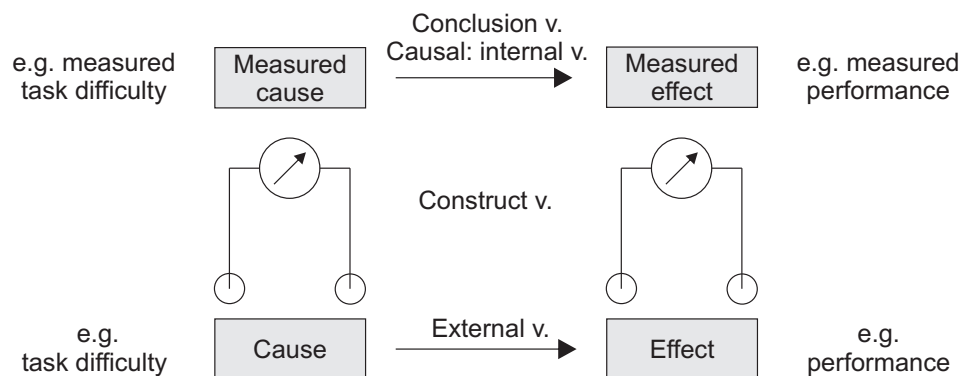 Conclusion v.
Causal: internal v.
e.g. measured
task difficulty
Measured
cause
Measured
effect
e.g. measured
performance
Construct v.
e.g.
task difficulty
Cause
External v.
Effect
e.g.
performance